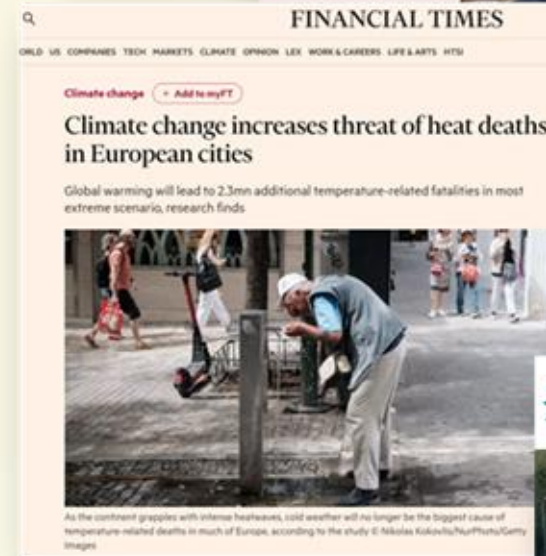 FINANCIAL TIMES
WORLD US COMPANIES TECH MARKETS CLIMATE OPINION LEX WORK & CAREERS LIFE & ARTS HTSI
Climate change + Add to myFT
Climate change increases threat of heat deaths
in European cities
Global warming will lead to 2.3mn additional temperature-related fatalities in most
extreme scenario, research finds
As the continent grapples with intense heatwaves, cold weather will no longer be the biggest cause of
temperature-related deaths in much of Europe, according to the study © Nikolas Kokovlis/NurPhoto/Getty
Images